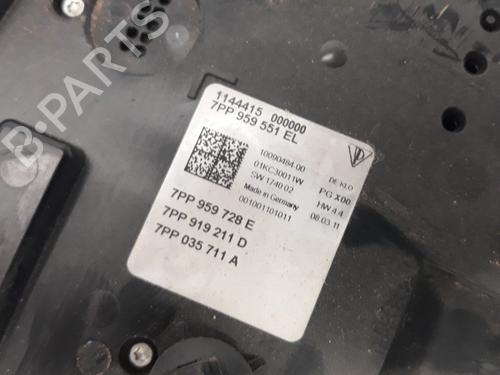 1144415 000000
7PP 959 551 EL
10090484 00
01KC30011W
SW 1740 02
Made in Germany
001001101011
DE KLO
PG X00
HW 4.4
08.03.11
7PP 959 728 E
7PP 919 211 D
7PP 035 711 A
B-PARTS